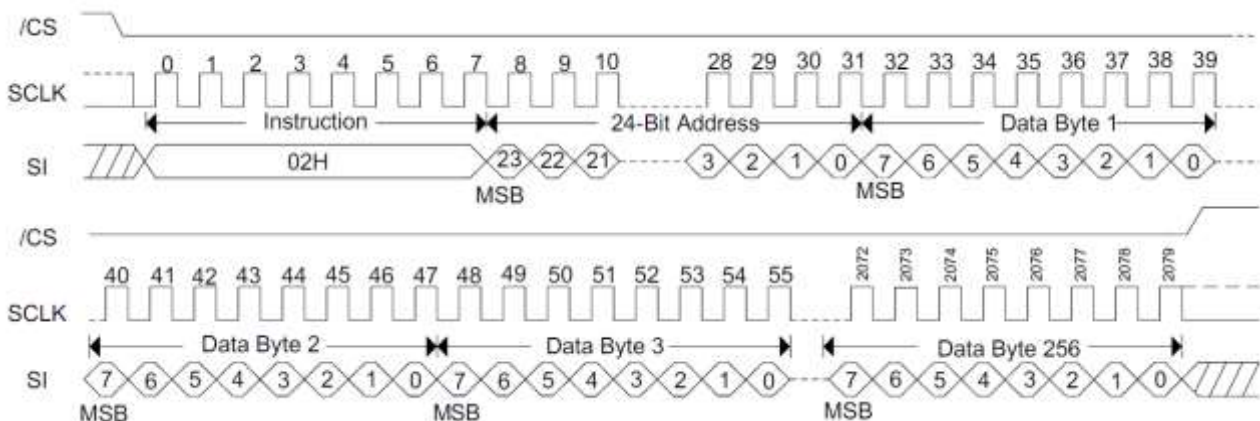 /CS
0 1 2 3 4 5 6 7 8 9 10 28 29 30 31 32 33 34 35 36 37 38 39
SCLK
Instruction 24-Bit Address Data Byte 1
SI 02H 23 22 21 3 2 1 0 7 6 5 4 3 2 1 0
MSB MSB
/CS
40 41 42 43 44 45 46 47 48 49 50 51 52 53 54 55 2072 2073 2074 2075 2076 2077 2078 2079
SCLK
Data Byte 2 Data Byte 3 Data Byte 256
SI 7 6 5 4 3 2 1 0 7 6 5 4 3 2 1 0 7 6 5 4 3 2 1 0
MSB MSB MSB